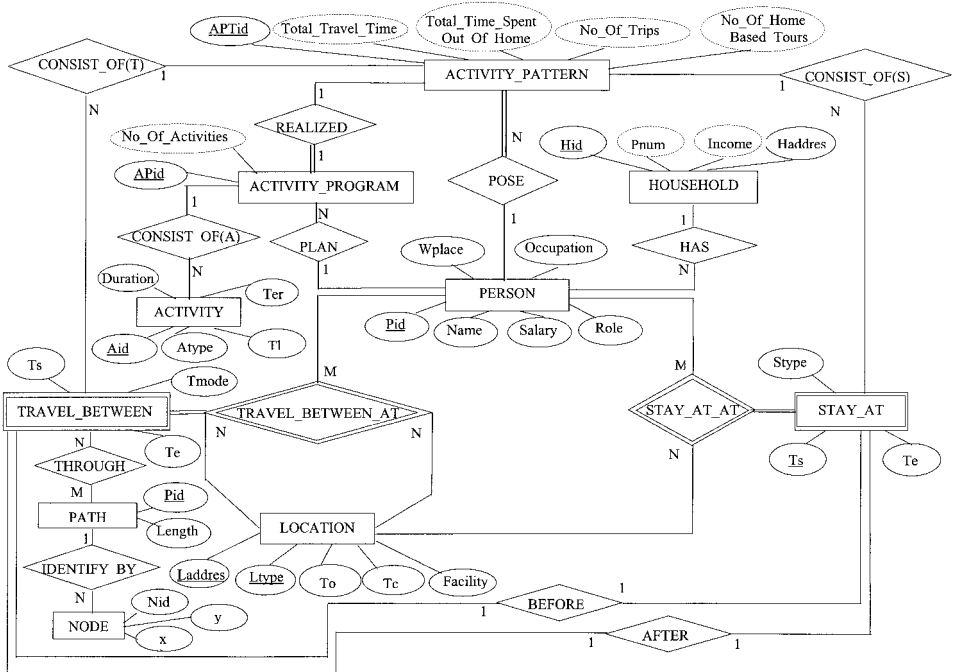 APTid
Total_Travel_Time
Total_Time_Spent
Out Of Home
No_Of_Trips
No_Of_Home
Based Tours
CONSIST_OF(T)
1
ACTIVITY_PATTERN
1
CONSIST_OF(S)
N
1
N
No_Of_Activities
REALIZED
N
Hid
Pnum
Income
Haddres
APid
1
ACTIVITY_PROGRAM
POSE
HOUSEHOLD
1
N
1
1
CONSIST OF(A)
PLAN
Wplace
Occupation
HAS
N
1
N
Duration
Ter
PERSON
ACTIVITY
Pid
Name
Salary
Role
Aid
Atype
Tl
Ts
Tmode
M
M
Stype
TRAVEL_BETWEEN
TRAVEL_BETWEEN_AT
STAY_AT_AT
STAY_AT
N
N
N
Te
N
Ts
Te
THROUGH
M
Pid
PATH
Length
LOCATION
1
IDENTIFY BY
Laddres
Ltype
To
Tc
Facility
N
Nid
y
NODE
x
1
BEFORE
1
1
AFTER
1